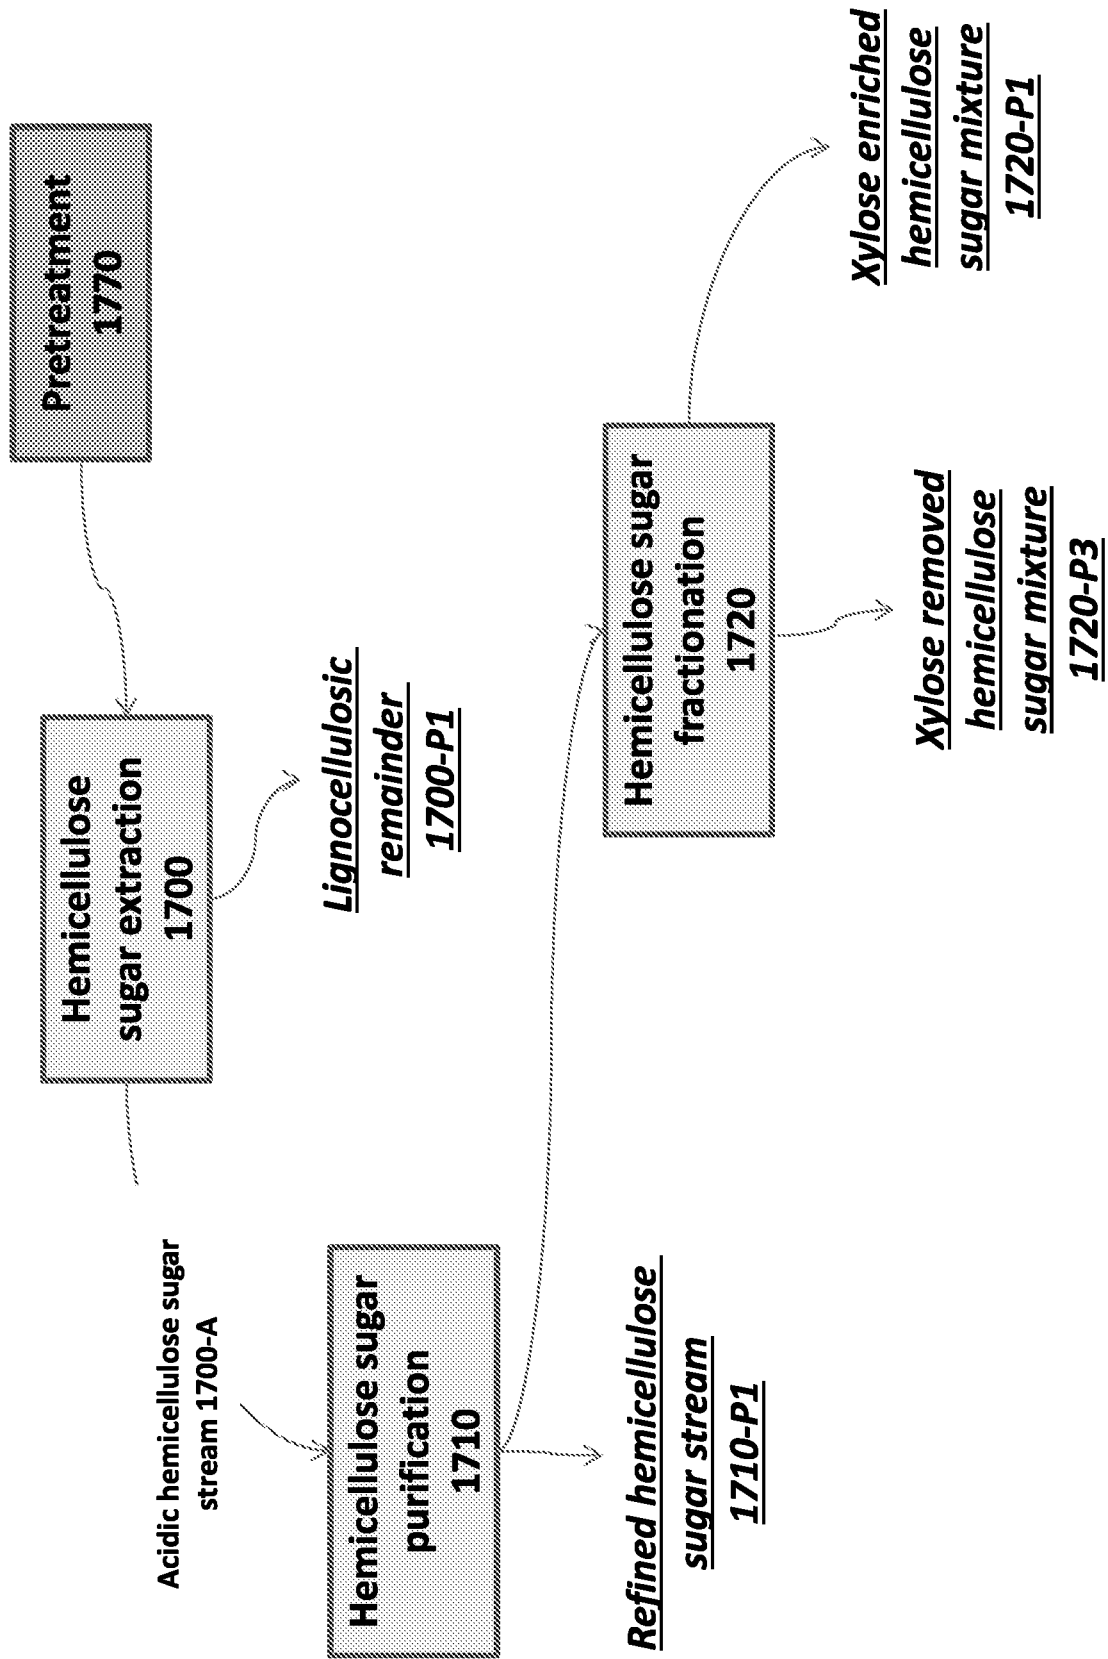 Pretreatment
1770
Hemicellulose
sugar extraction
1700
Lignocellulosic
remainder
1700-P1
Acidic hemicellulose sugar
stream 1700-A
Hemicellulose sugar
purification
1710
Refined hemicellulose
sugar stream
1710-P1
Hemicellulose sugar
fractionation
1720
Xylose removed
hemicellulose
sugar mixture
1720-P3
Xylose enriched
hemicellulose
sugar mixture
1720-P1